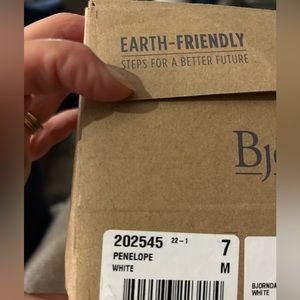 EARTH-FRIENDLY
STEPS FOR A BETTER FUTURE
202545 22-1 7
PENELOPE
WHITE M
WHITE